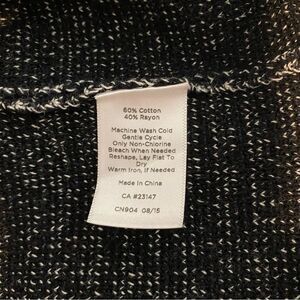 60% Cotton
40% Rayon
Machine Wash Cold
Gentle Cycle
Only Non-Chlorine
Bleach When Needed
Reshape, Lay Flat To
Dry
Warm Iron, If Needed
Made In China
CA #23147
CN904 08/15